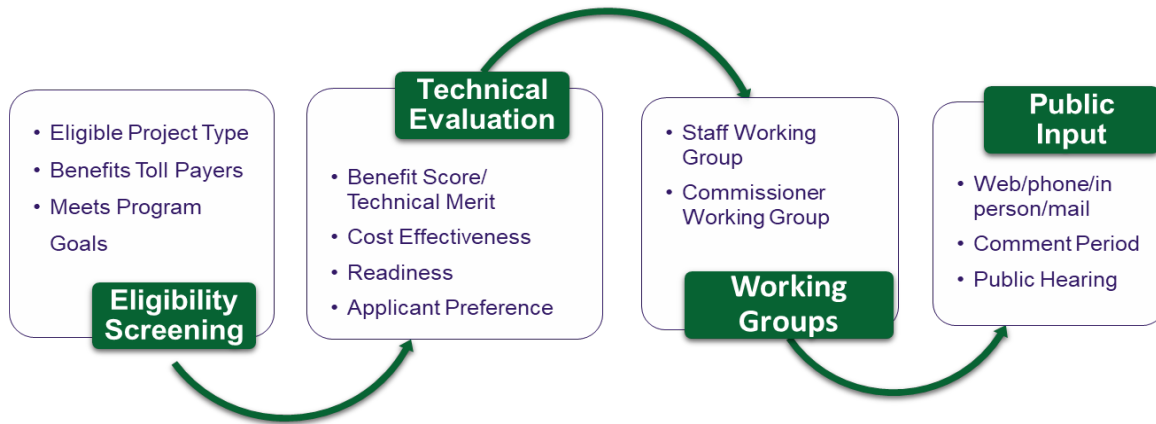 • Eligible Project Type
• Benefits Toll Payers
• Meets Program
Goals
Eligibility
Screening
Technical
Evaluation
• Benefit Score/
Technical Merit
• Cost Effectiveness
• Readiness
• Applicant Preference
• Staff Working
Group
• Commissioner
Working Group
Working
Groups
Public
Input
• Web/phone/in
person/mail
• Comment Period
• Public Hearing